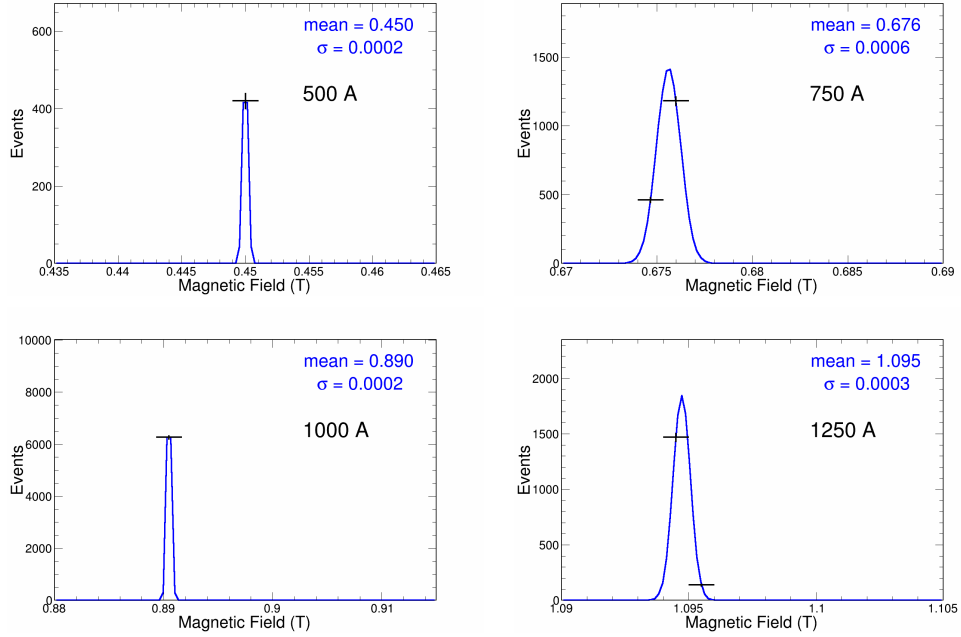 600
400
200
0
Events
mean = 0.450
σ = 0.0002
500 A
0.435 0.44 0.445 0.45 0.455 0.46 0.465
Magnetic Field (T)
1500
1000
500
0
Events
mean = 0.676
σ = 0.0006
750 A
0.67 0.675 0.68 0.685 0.69
Magnetic Field (T)
10000
8000
6000
4000
2000
0
Events
mean = 0.890
σ = 0.0002
1000 A
0.88 0.89 0.9 0.91
Magnetic Field (T)
2000
1500
1000
500
0
Events
mean = 1.095
σ = 0.0003
1250 A
1.09 1.095 1.1 1.105
Magnetic Field (T)